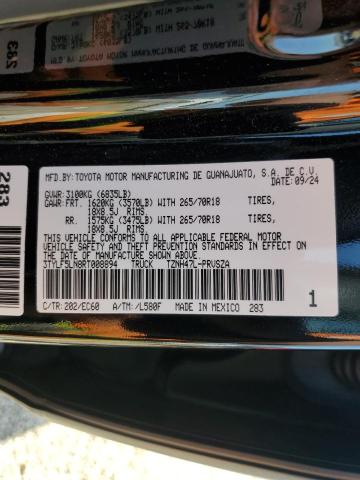 MFD.BY:TOYOTA MOTOR MANUFACTURING DE GUANAJUATO, S.A. DE C.V.
09/24
GVWR:3100KG (6835LB)
GAWR:FRT. 1620KG (3570LB) WITH 265/70R18 TIRES,
18X8.5J RIMS,
RR. 1575KG (3475LB) WITH 265/70R18 TIRES,
18X8.5J RIMS.
THIS VEHICLE CONFORMS TO ALL APPLICABLE FEDERAL MOTOR
VEHICLE SAFETY AND THEFT PREVENTION STANDARDS IN
EFFECT ON THE DATE OF MANUFACTURE SHOWN ABOVE.
3TYLF5LN8RT008894 TRUCK TZNH47L-PRUSZA
C/TR:202/EC60 A/TM: /L580F MADE IN MEXICO 283
1
283